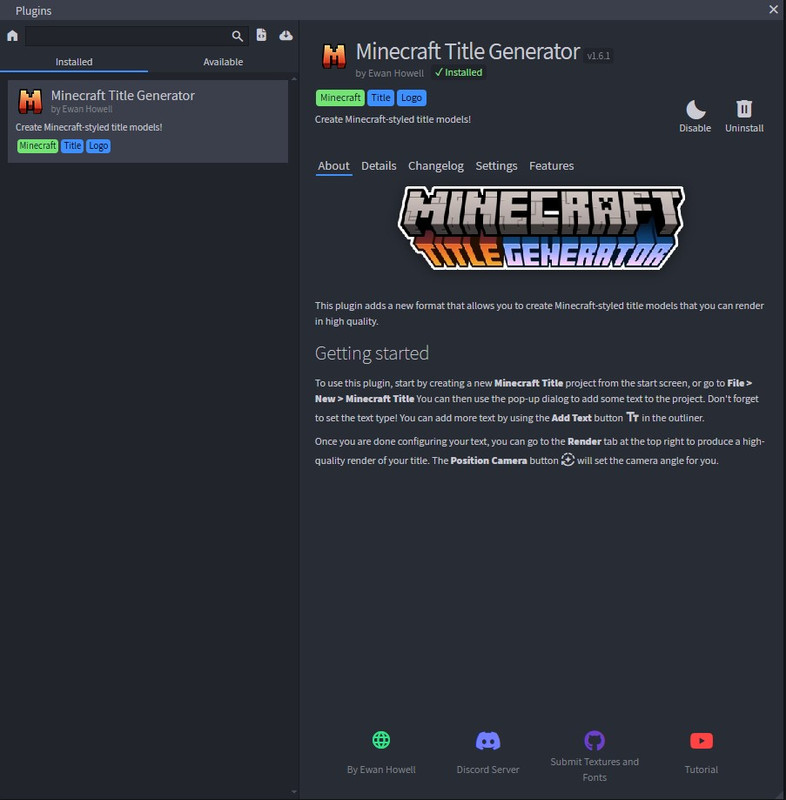 Plugins
Installed
Available
Minecraft Title Generator
by Ewan Howell
Create Minecraft-styled title models!
Minecraft Title Logo
Minecraft Title Generator v1.6.1
by Ewan Howell ✓ Installed
Minecraft Title Logo
Create Minecraft-styled title models!
Disable
Uninstall
About Details Changelog Settings Features
MINECRAFT
TITLE GENERATOR
This plugin adds a new format that allows you to create Minecraft-styled title models that you can render
in high quality.
Getting started
To use this plugin, start by creating a new Minecraft Title project from the start screen, or go to File >
New > Minecraft Title You can then use the pop-up dialog to add some text to the project. Don't forget
to set the text type! You can add more text by using the Add Text button Tт in the outliner.
Once you are done configuring your text, you can go to the Render tab at the top right to produce a high-
quality render of your title. The Position Camera button will set the camera angle for you.
By Ewan Howell
Discord Server
Submit Textures and
Fonts
Tutorial